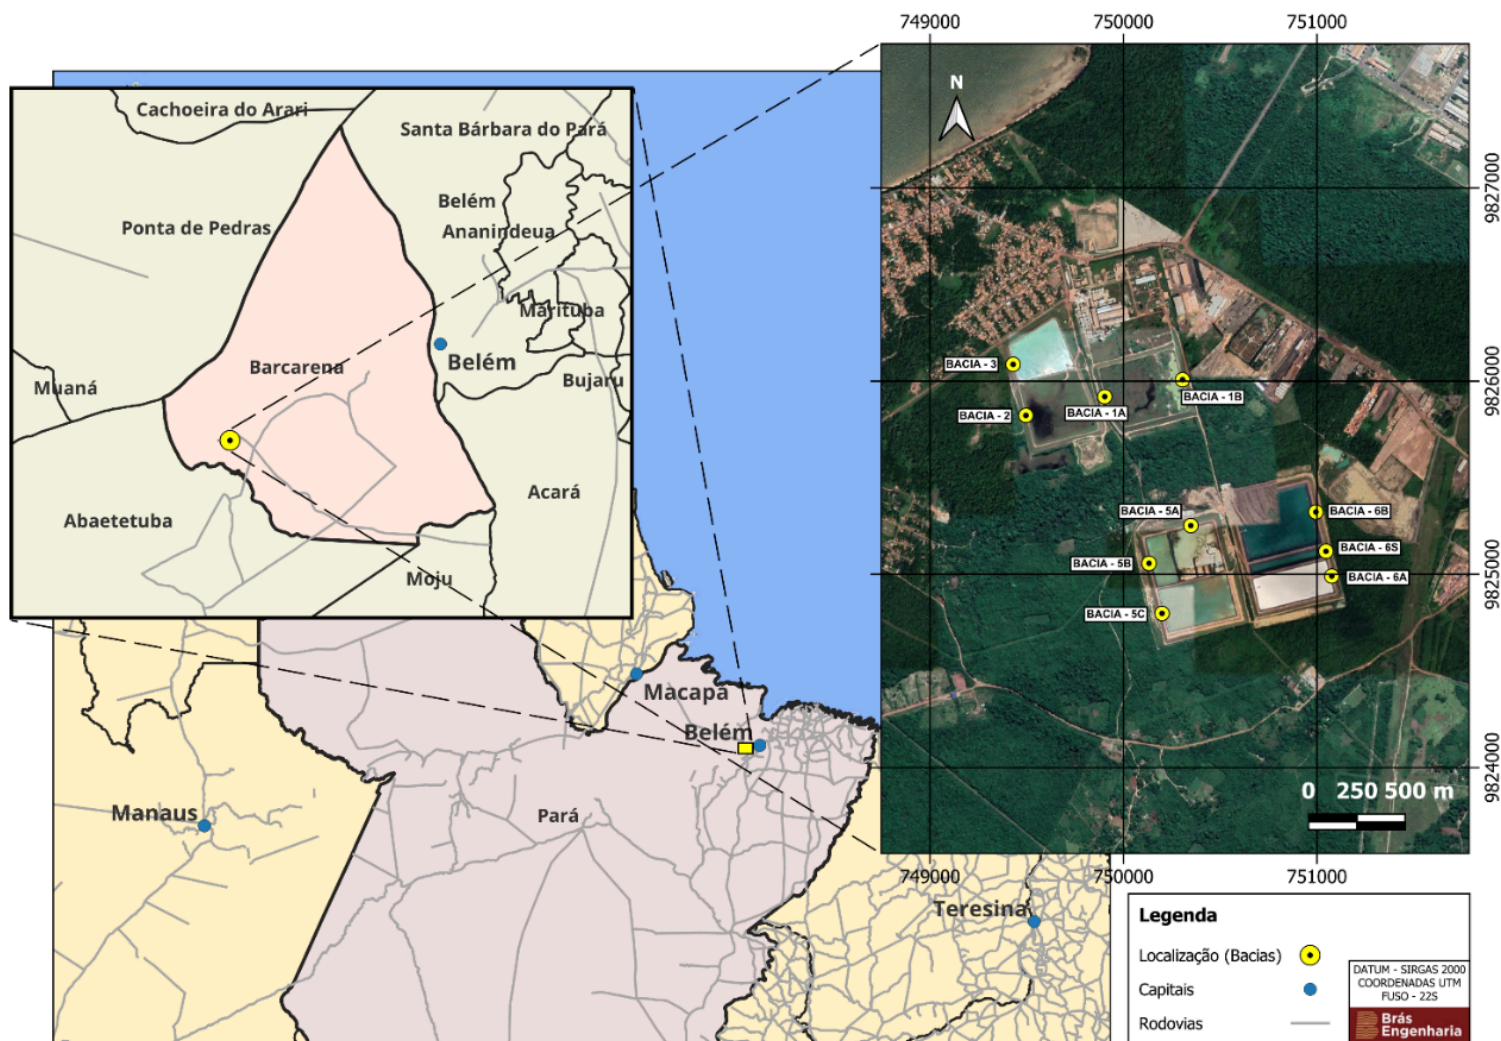 749000
750000
751000
N
9827000
9826000
9825000
9824000
Cachoeira do Arari
Santa Bárbara do Pará
Belém
Ananindeua
Ponta de Pedras
Marituba
Barcarena
Belém
Bujaru
Muaná
Acará
Abaetetuba
Moju
BACIA - 3
BACIA - 2
BACIA - 1A
BACIA - 1B
BACIA - 5A
BACIA - 6B
BACIA - 6S
BACIA - 5B
BACIA - 6A
BACIA - 5C
Macapá
Belém
Manaus
Pará
Teresina
0 250 500 m
749000
750000
751000
Legenda
Localização (Bacias)
Capitais
Rodovias
DATUM - SIRGAS 2000
COORDENADAS UTM
FUSO - 22S
Brás
Engenharia